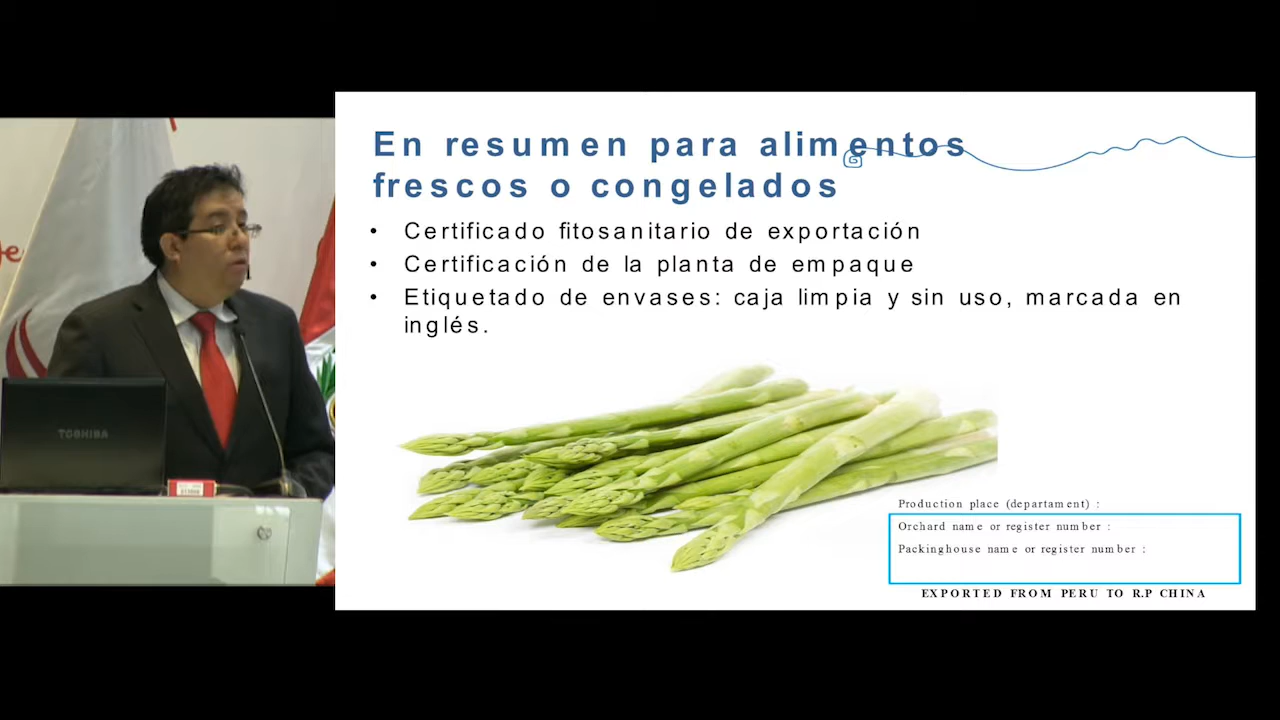 En resumen para alimentos
frescos o congelados
• Certificado fitosanitario de exportación
• Certificación de la planta de empaque
• Etiquetado de envases: caja limpia y sin uso, marcada en
inglés.
Production place (departament) :
Orchard name or register number :
Packinghouse name or register number :
EXPORTED FROM PERU TO R.P CHINA
TOSHIBA